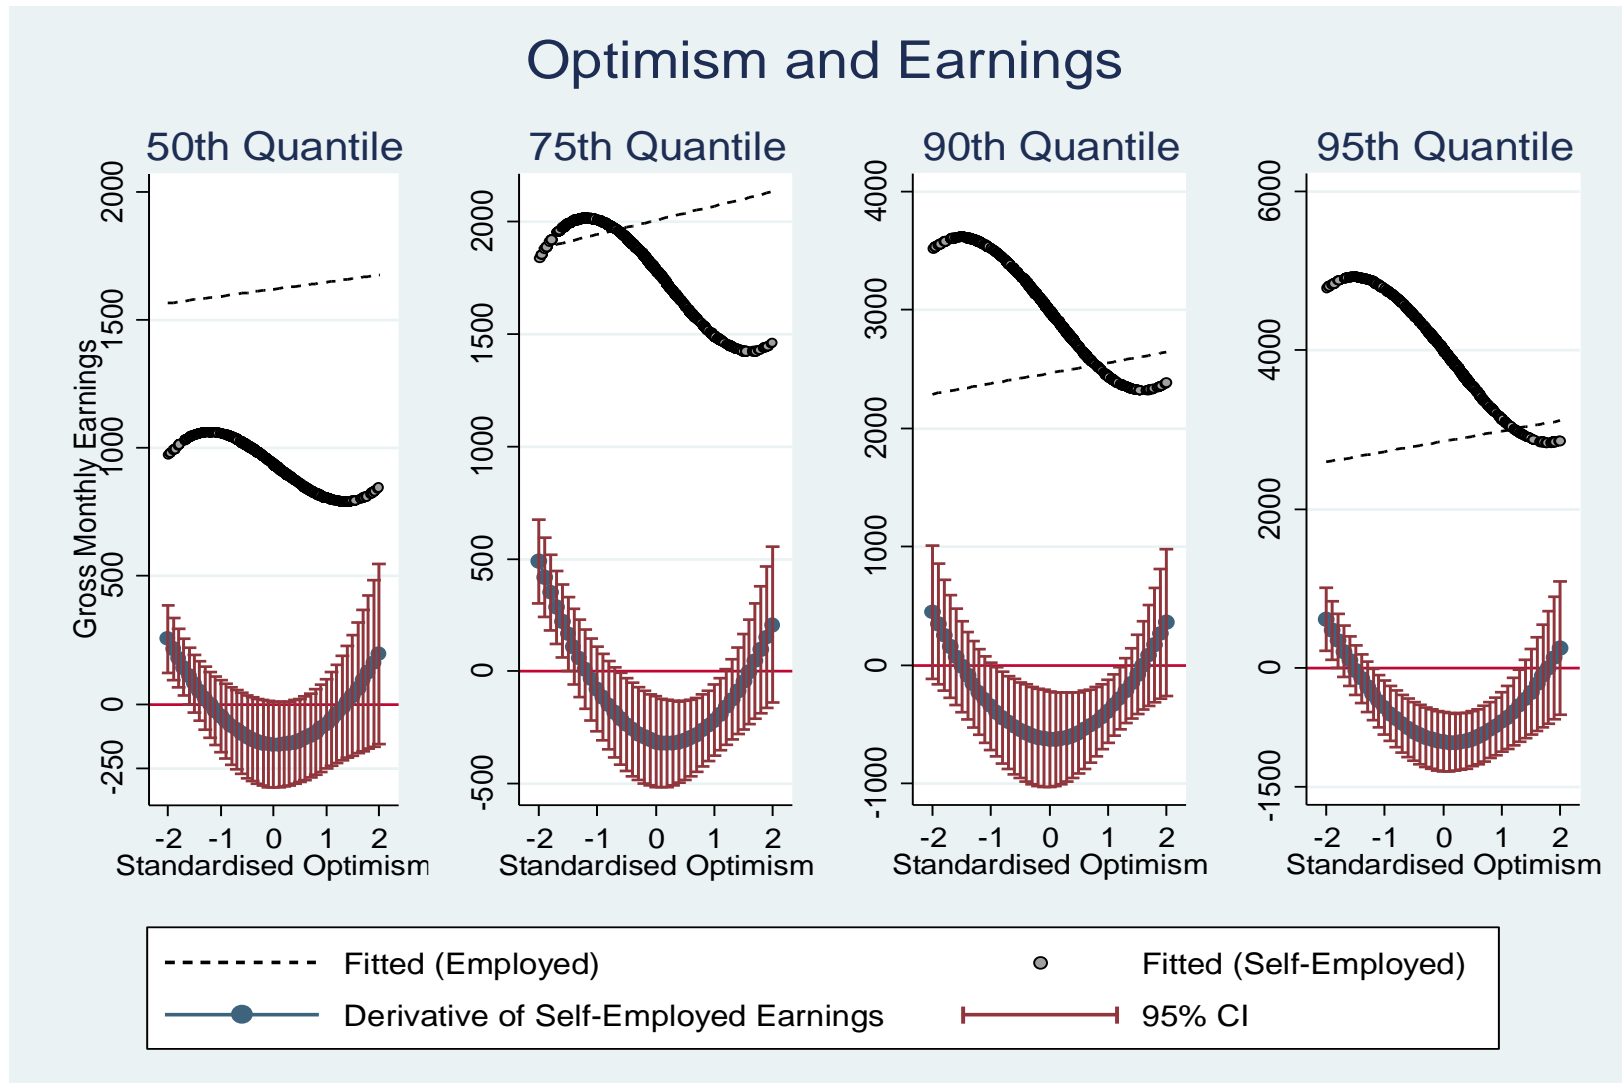 Optimism and Earnings
50th Quantile
75th Quantile
90th Quantile
95th Quantile
Gross Monthly Earnings
2000
1500
1000
500
0
-250
-2 -1 0 1 2
Standardised Optimism
2000
1500
1000
500
0
-500
-2 -1 0 1 2
Standardised Optimism
4000
3000
2000
1000
0
-1000
-2 -1 0 1 2
Standardised Optimism
6000
4000
2000
0
-1500
-2 -1 0 1 2
Standardised Optimism
Fitted (Employed)
Fitted (Self-Employed)
Derivative of Self-Employed Earnings
95% CI